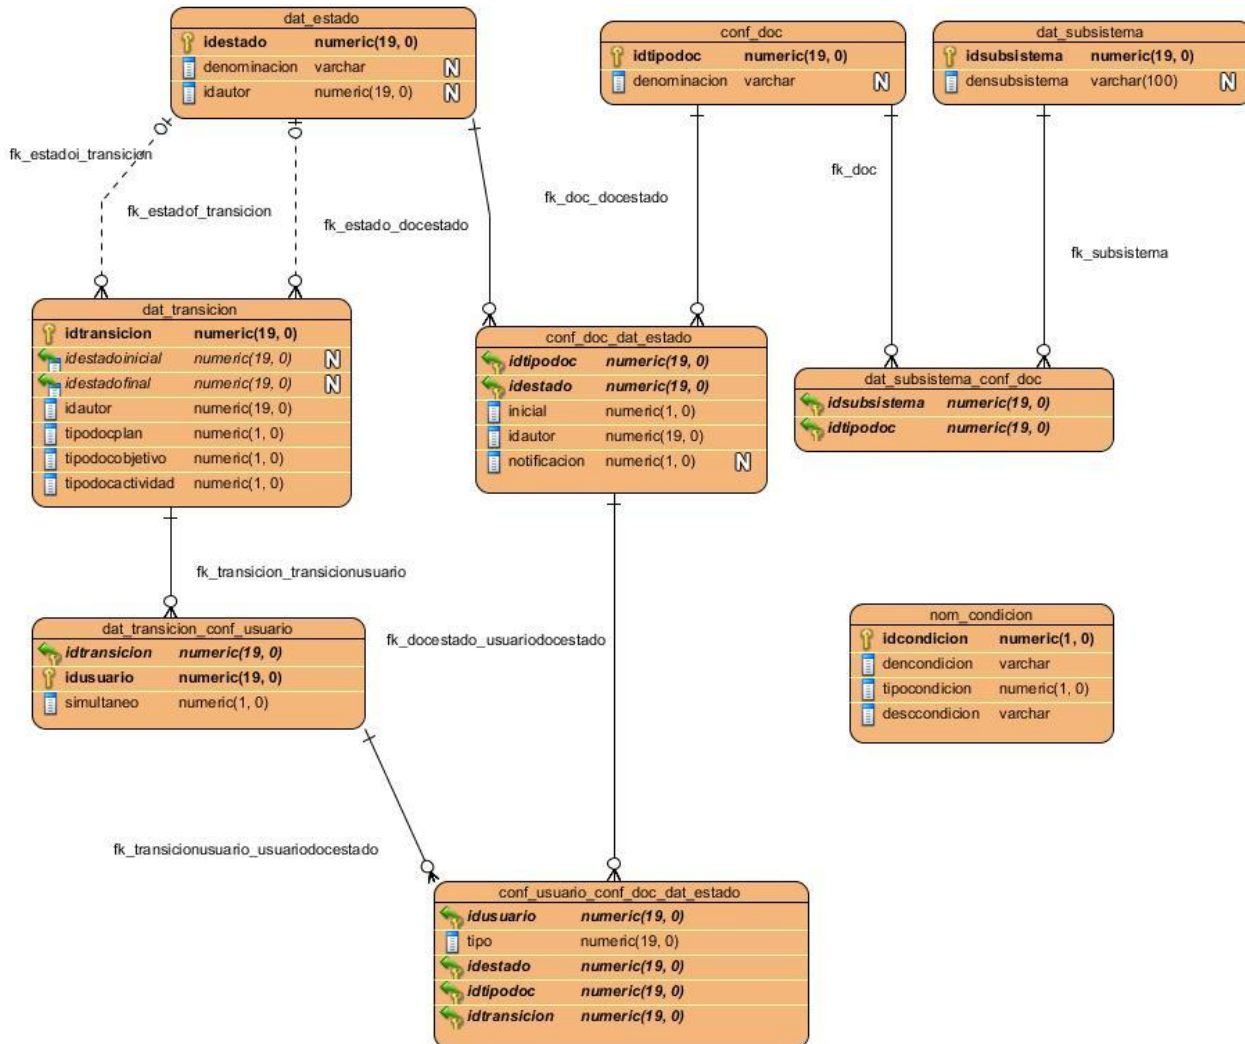 dat_estado
idestado numeric(19, 0)
denominacion varchar N
idautor numeric(19, 0) N
conf_doc
idtipodoc numeric(19, 0)
denominacion varchar N
dat_subsistema
idsubsistema numeric(19, 0)
densubsistema varchar(100) N
fk_estadoi_transicion
fk_estadof_transicion
fk_estado_docestado
fk_doc_docestado
fk_doc
fk_subsistema
dat_transicion
idtransicion numeric(19, 0)
idestadoinicial numeric(19, 0) N
idestadofinal numeric(19, 0) N
idautor numeric(19, 0)
tipodocplan numeric(1, 0)
tipodocobjetivo numeric(1, 0)
tipodocactividad numeric(1, 0)
conf_doc_dat_estado
idtipodoc numeric(19, 0)
idestado numeric(19, 0)
inicial numeric(1, 0)
idautor numeric(19, 0)
notificacion numeric(1, 0) N
dat_subsistema_conf_doc
idsubsistema numeric(19, 0)
idtipodoc numeric(19, 0)
fk_transicion_transicionusuario
dat_transicion_conf_usuario
idtransicion numeric(19, 0)
idusuario numeric(19, 0)
simultaneo numeric(1, 0)
fk_docestado_usuariodocestado
nom_condicion
idcondicion numeric(1, 0)
dencondicion varchar
tipocondicion numeric(1, 0)
desccondicion varchar
fk_transicionusuario_usuariodocestado
conf_usuario_conf_doc_dat_estado
idusuario numeric(19, 0)
tipo numeric(19, 0)
idestado numeric(19, 0)
idtipodoc numeric(19, 0)
idtransicion numeric(19, 0)